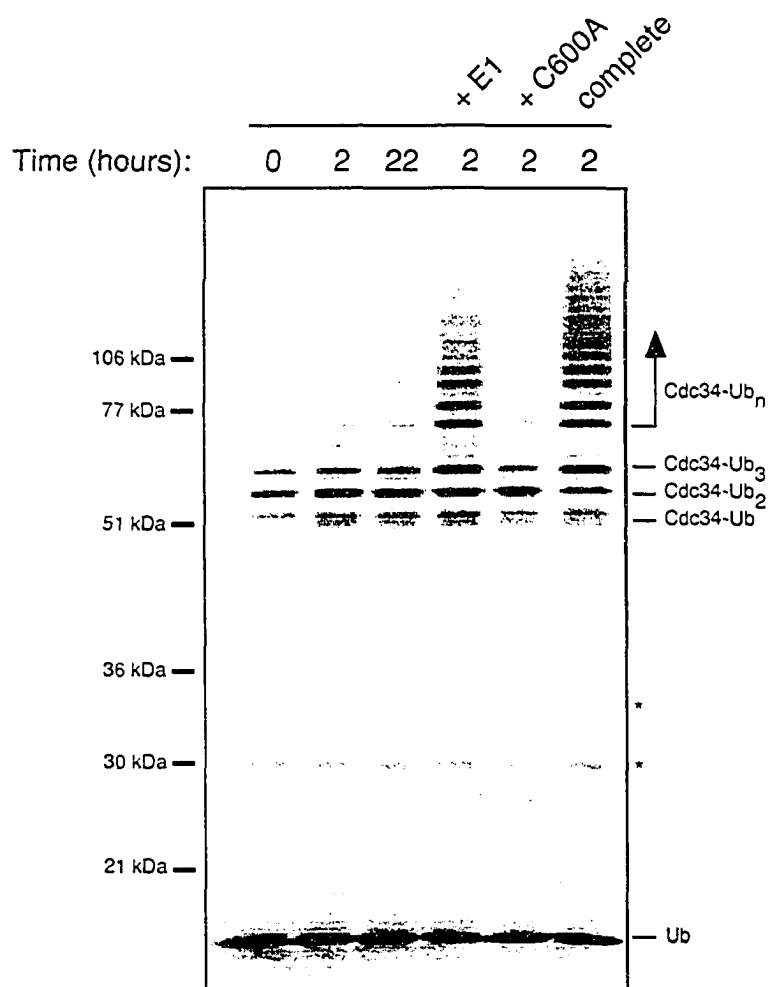 + E1
+ C600A
complete
Time (hours): 0 2 22 2 2 2
106 kDa
77 kDa
51 kDa
36 kDa
30 kDa
21 kDa
Cdc34-Ubn
Cdc34-Ub3
Cdc34-Ub2
Cdc34-Ub
*
*
Ub